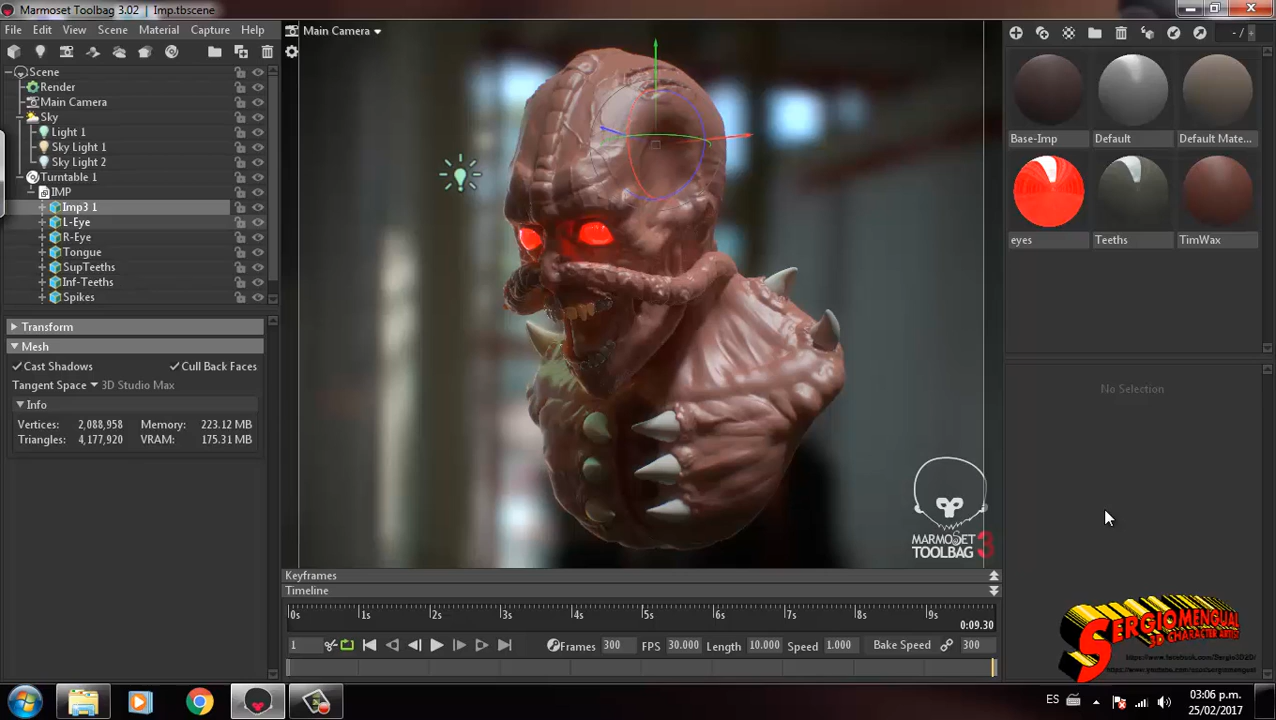 Marmoset Toolbag 3.02 | Imp.tbscene
File Edit View Scene Material Capture Help
Main Camera
- /
Scene
Render
Main Camera
Sky
Light 1
Sky Light 1
Sky Light 2
Turntable 1
IMP
Imp3 1
L-Eye
R-Eye
Tongue
SupTeeths
Inf-Teeths
Spikes
Transform
Mesh
Cast Shadows Cull Back Faces
Tangent Space 3D Studio Max
Info
Vertices: 2,088,958 Memory: 223.12 MB
Triangles: 4,177,920 VRAM: 175.31 MB
Base-Imp Default Default Mate...
eyes Teeths TimWax
No Selection
MARMOSET
TOOLBAG 3
Keyframes
Timeline
0s 1s 2s 3s 4s 5s 6s 7s 8s 9s
0:09.30
1 Frames 300 FPS 30.000 Length 10.000 Speed 1.000 Bake Speed 300
SERGIOMENGUAL
3D CHARACTER ARTIST
ES 03:06 p.m.
25/02/2017